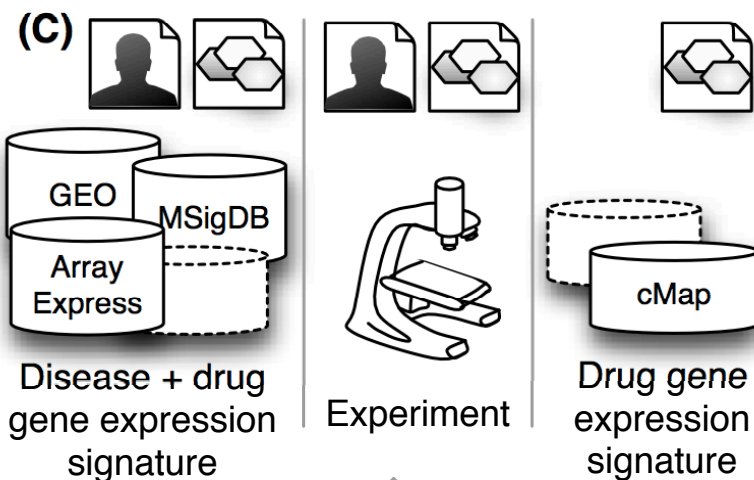 (C)
GEO
MSigDB
Array
Express
Disease + drug
gene expression
signature
Experiment
cMap
Drug gene
expression
signature